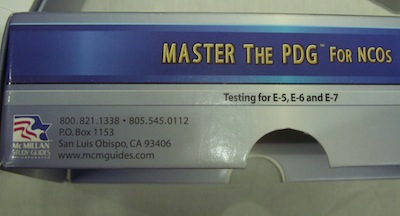 MASTER THE PDG™ FOR NCOS
Testing for E-5, E-6 and E-7
800.821.1338 • 805.545.0112
P.O. Box 1153
San Luis Obispo, CA 93406
www.mcmguides.com
MCMILLAN
STUDY GUIDES
INCORPORATED